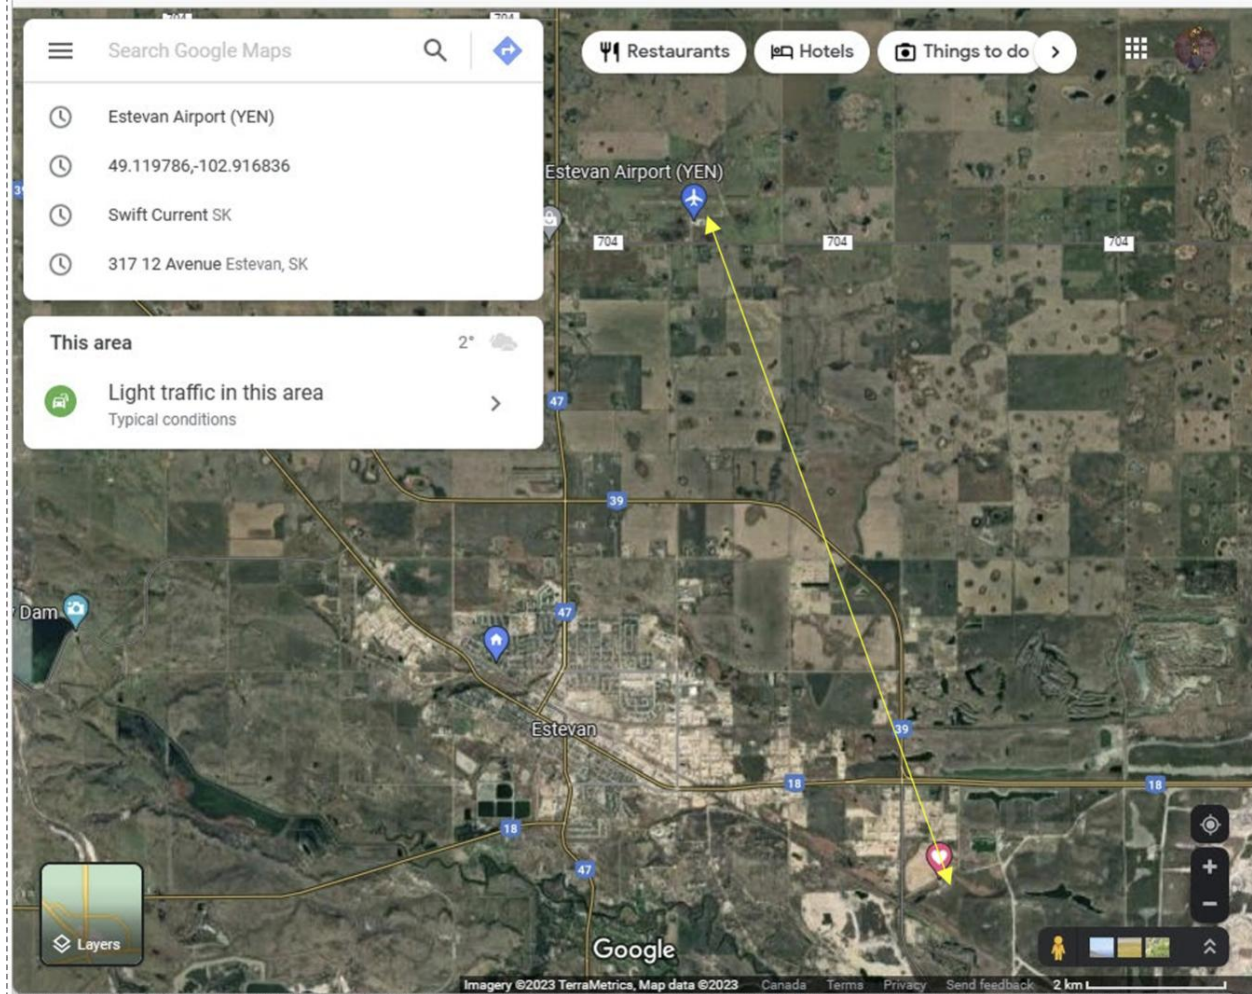 704
704
Search Google Maps
Restaurants
Hotels
Things to do
Estevan Airport (YEN)
49.119786,-102.916836
Swift Current SK
317 12 Avenue Estevan, SK
Estevan Airport (YEN)
39
704
704
704
This area
2°
Light traffic in this area
Typical conditions
47
39
Dam
47
Estevan
39
18
18
18
47
Layers
Google
Imagery ©2023 TerraMetrics, Map data ©2023 Canada Terms Privacy Send feedback 2 km